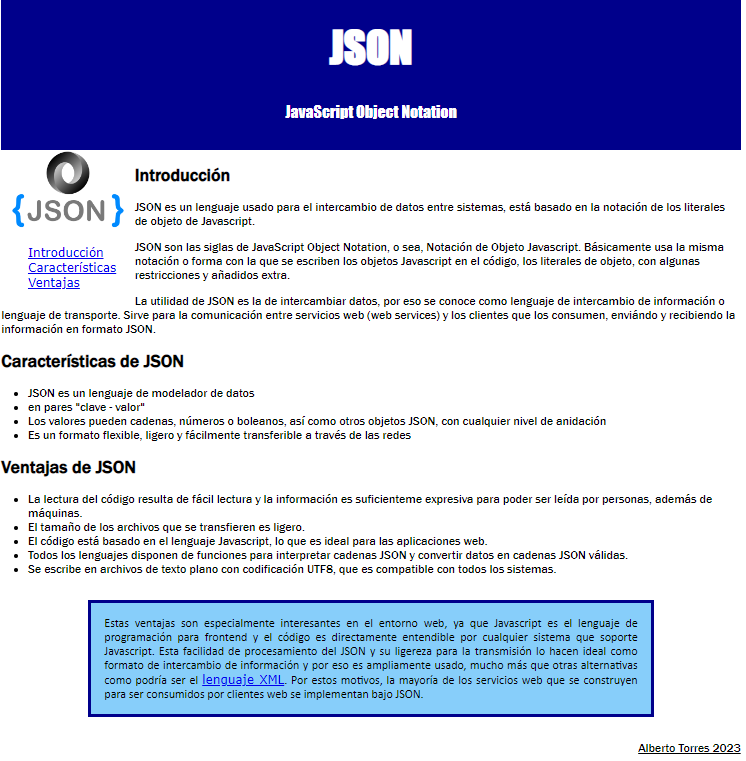 JSON
JavaScript Object Notation
{JSON}
Introducción
Características
Ventajas
Introducción
JSON es un lenguaje usado para el intercambio de datos entre sistemas, está basado en la notación de los literales
de objeto de Javascript.
JSON son las siglas de JavaScript Object Notation, o sea, Notación de Objeto Javascript. Básicamente usa la misma
notación o forma con la que se escriben los objetos Javascript en el código, los literales de objeto, con algunas
restricciones y añadidos extra.
La utilidad de JSON es la de intercambiar datos, por eso se conoce como lenguaje de intercambio de información o
lenguaje de transporte. Sirve para la comunicación entre servicios web (web services) y los clientes que los consumen, enviándo y recibiendo la
información en formato JSON.
Características de JSON
• JSON es un lenguaje de modelador de datos
• en pares "clave - valor"
• Los valores pueden cadenas, números o boleanos, así como otros objetos JSON, con cualquier nivel de anidación
• Es un formato flexible, ligero y fácilmente transferible a través de las redes
Ventajas de JSON
• La lectura del código resulta de fácil lectura y la información es suficienteme expresiva para poder ser leída por personas, además de
máquinas.
• El tamaño de los archivos que se transfieren es ligero.
• El código está basado en el lenguaje Javascript, lo que es ideal para las aplicaciones web.
• Todos los lenguajes disponen de funciones para interpretar cadenas JSON y convertir datos en cadenas JSON válidas.
• Se escribe en archivos de texto plano con codificación UTF8, que es compatible con todos los sistemas.
Estas ventajas son especialmente interesantes en el entorno web, ya que Javascript es el lenguaje de
programación para frontend y el código es directamente entendible por cualquier sistema que soporte
Javascript. Esta facilidad de procesamiento del JSON y su ligereza para la transmisión lo hacen ideal como
formato de intercambio de información y por eso es ampliamente usado, mucho más que otras alternativas
como podría ser el lenguaje XML. Por estos motivos, la mayoría de los servicios web que se construyen
para ser consumidos por clientes web se implementan bajo JSON.
Alberto Torres 2023